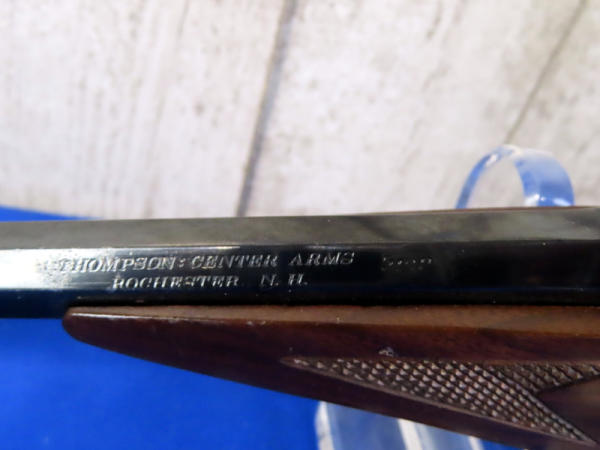 THOMPSON: CENTER ARMS
ROCHESTER N. H.